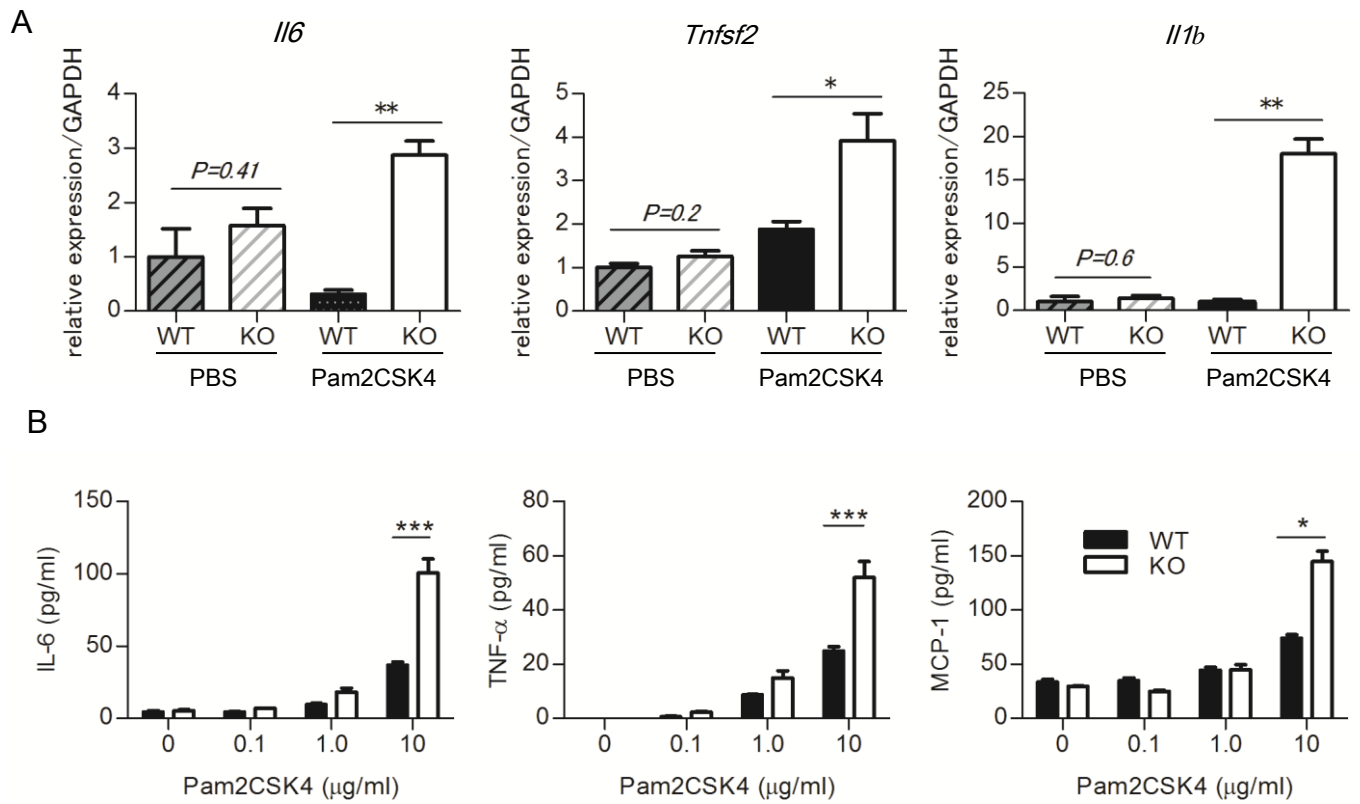 A
Il6
relative expression/GAPDH
4
3
2
1
0
P=0.41
**
WT KO WT KO
PBS Pam2CSK4
Tnfsf2
relative expression/GAPDH
5
4
3
2
1
0
P=0.2
*
WT KO WT KO
PBS Pam2CSK4
Il1b
relative expression/GAPDH
25
20
15
10
5
0
P=0.6
**
WT KO WT KO
PBS Pam2CSK4
B
IL-6 (pg/ml)
150
100
50
0
***
0 0.1 1.0 10
Pam2CSK4 (μg/ml)
TNF-α (pg/ml)
80
60
40
20
0
***
0 0.1 1.0 10
Pam2CSK4 (μg/ml)
MCP-1 (pg/ml)
200
150
100
50
0
WT
KO
*
0 0.1 1.0 10
Pam2CSK4 (μg/ml)